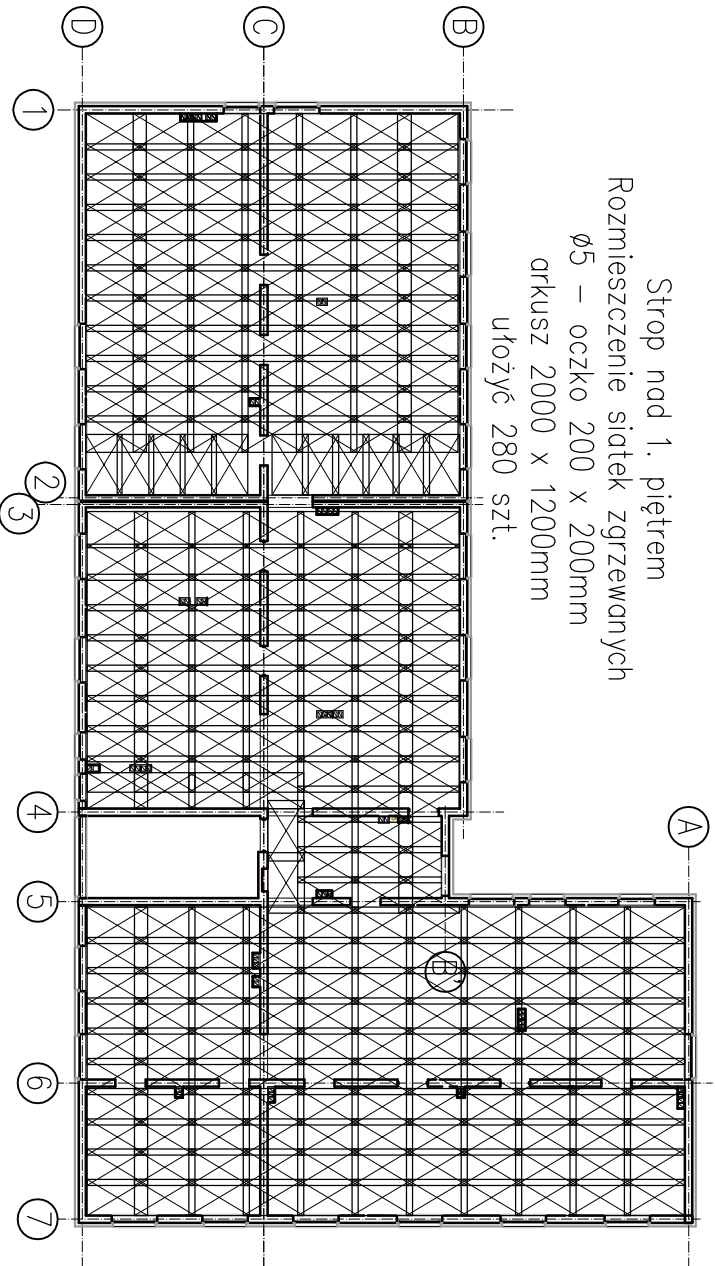 Strop nad 1. piętrem
Rozmieszczenie siatek zgrzewanych
ø5 – oczko 200 x 200mm
arkusz 2000 x 1200mm
ułożyć 280 szt.
D
C
B
A
B'
1
2
3
4
5
6
7